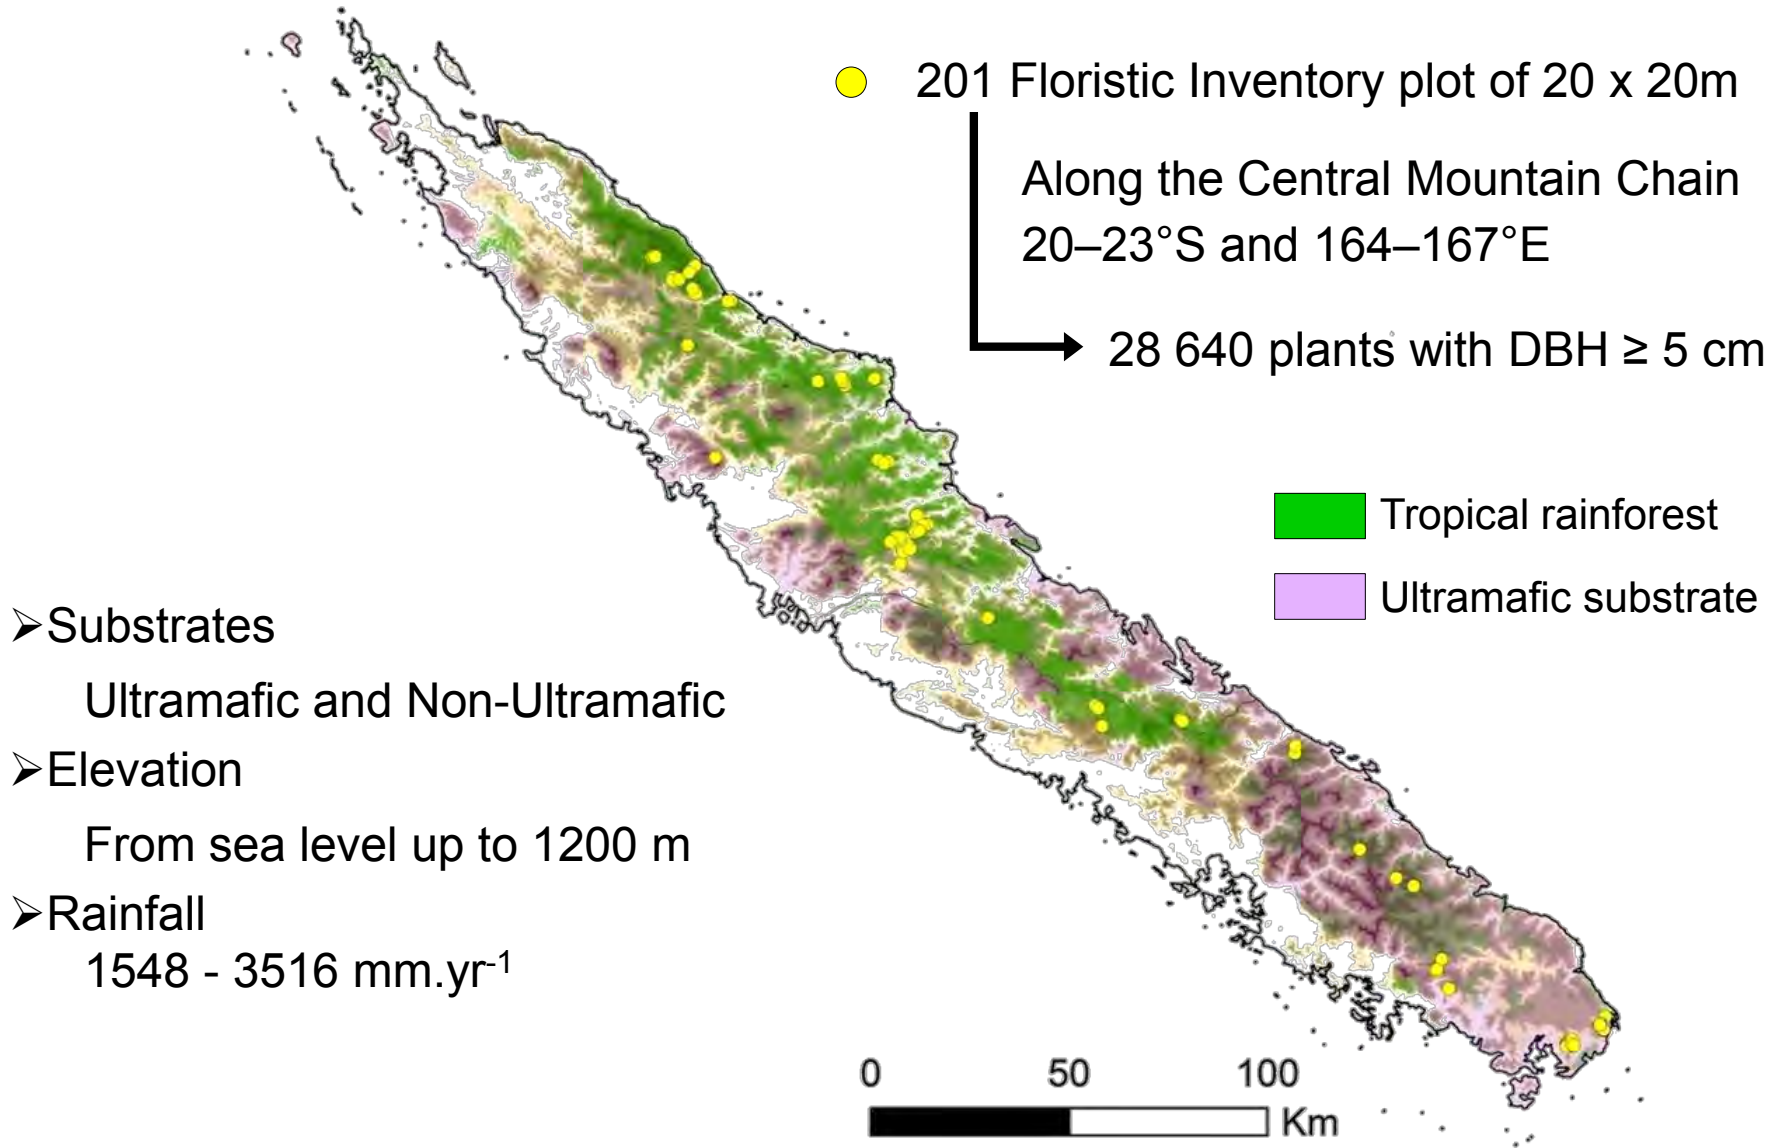 201 Floristic Inventory plot of 20 x 20m
Along the Central Mountain Chain
20–23°S and 164–167°E
28 640 plants with DBH ≥ 5 cm
Tropical rainforest
Ultramafic substrate
➢Substrates
Ultramafic and Non-Ultramafic
➢Elevation
From sea level up to 1200 m
➢Rainfall
1548 - 3516 mm.yr⁻¹
0 50 100
Km